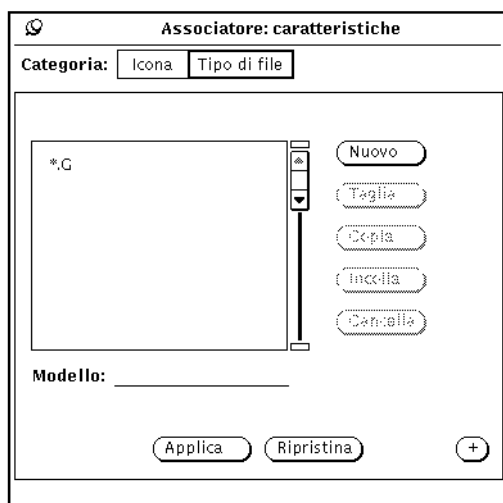 Associatore: caratteristiche
Categoria: Icona Tipo di file
*.G
Nuovo
Taglia
Copia
Incolla
Cancella
Modello:
Applica Ripristina +